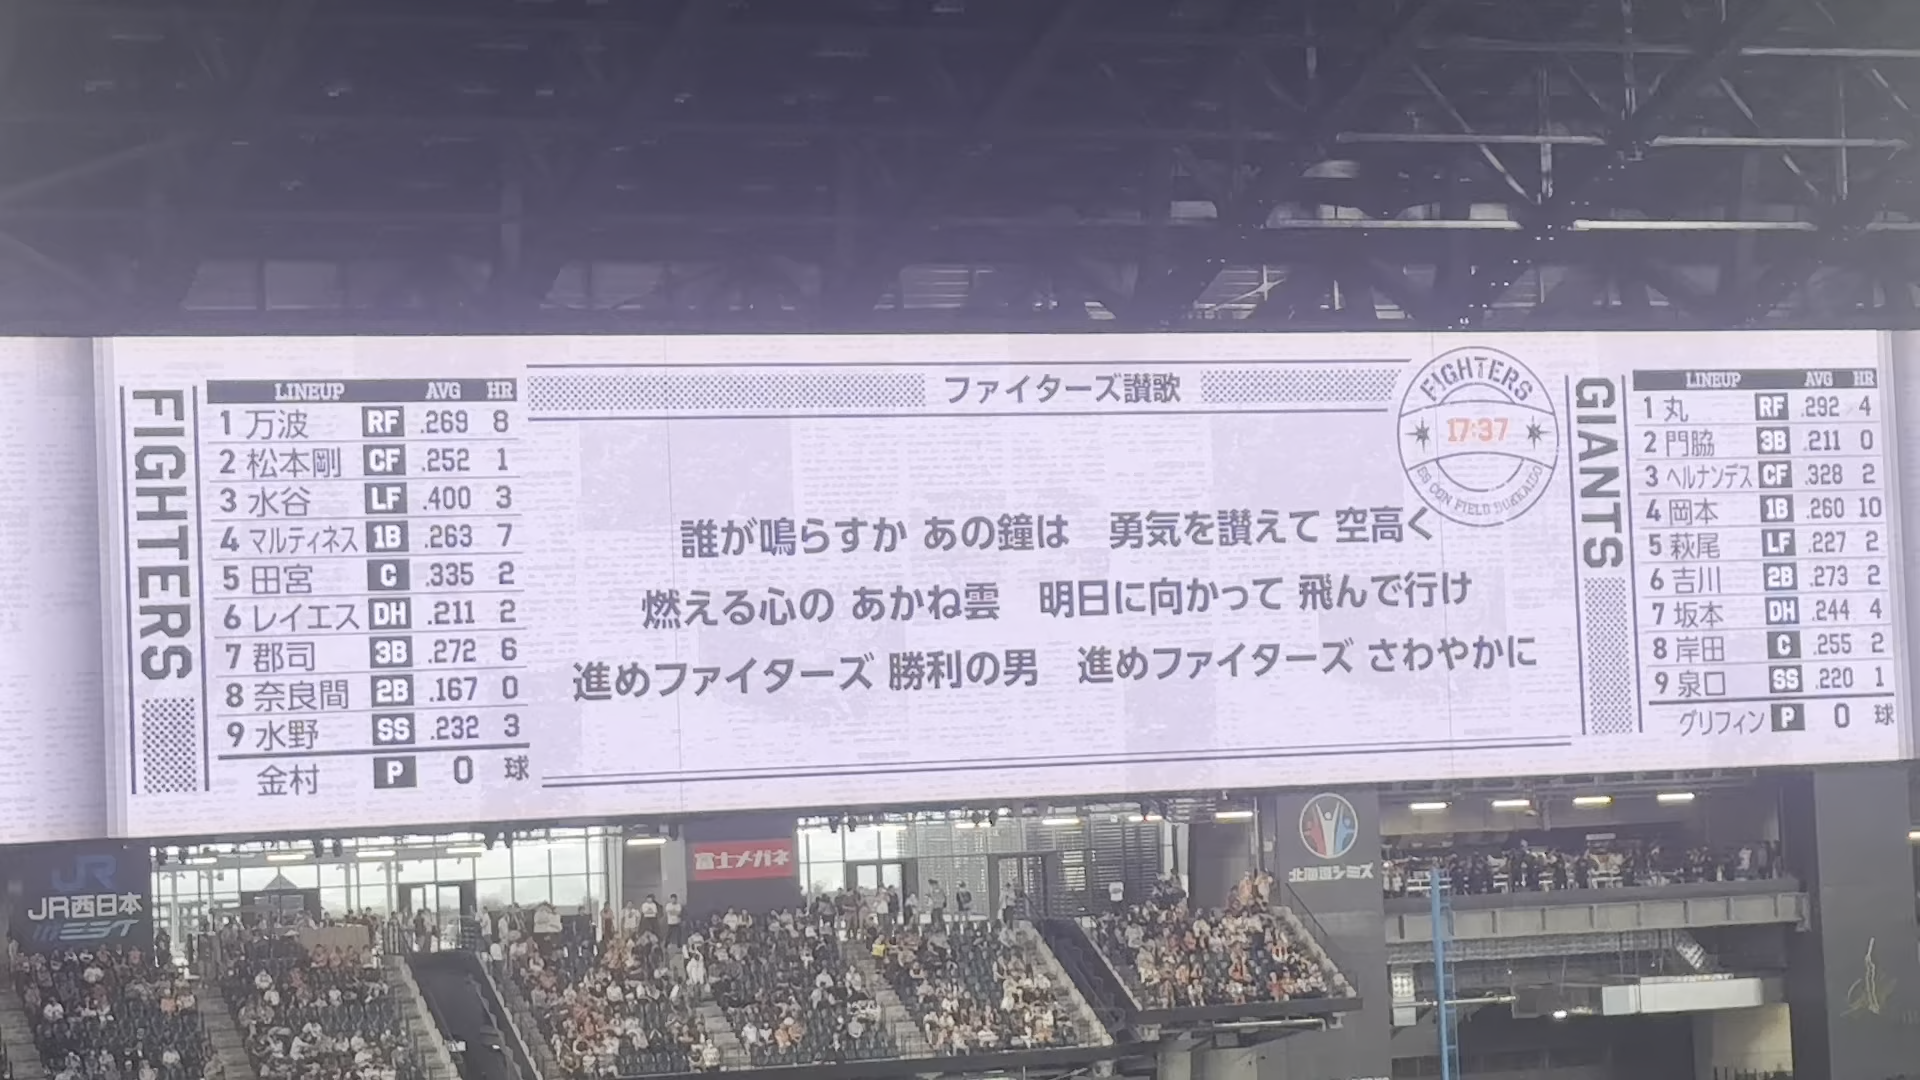 FIGHTERS
LINEUP AVG HR
1 万波 RF .269 8
2 松本剛 CF .252 1
3 水谷 LF .400 3
4 マルティネス 1B .263 7
5 田宮 C .335 2
6 レイエス DH .211 2
7 郡司 3B .272 6
8 奈良間 2B .167 0
9 水野 SS .232 3
金村 P 0 球
ファイターズ讃歌
誰が鳴らすか あの鐘は 勇気を讃えて 空高く
燃える心の あかね雲 明日に向かって 飛んで行け
進めファイターズ 勝利の男 進めファイターズ さわやかに
FIGHTERS
17:37
ES CON FIELD HOKKAIDO
GIANTS
LINEUP AVG HR
1 丸 RF .292 4
2 門脇 3B .211 0
3 ヘルナンデス CF .328 2
4 岡本 1B .260 10
5 萩尾 LF .227 2
6 吉川 2B .273 2
7 坂本 DH .244 4
8 岸田 C .255 2
9 泉口 SS .220 1
グリフィン P 0 球
JR
JR西日本
富士メガネ
北海道シミズ